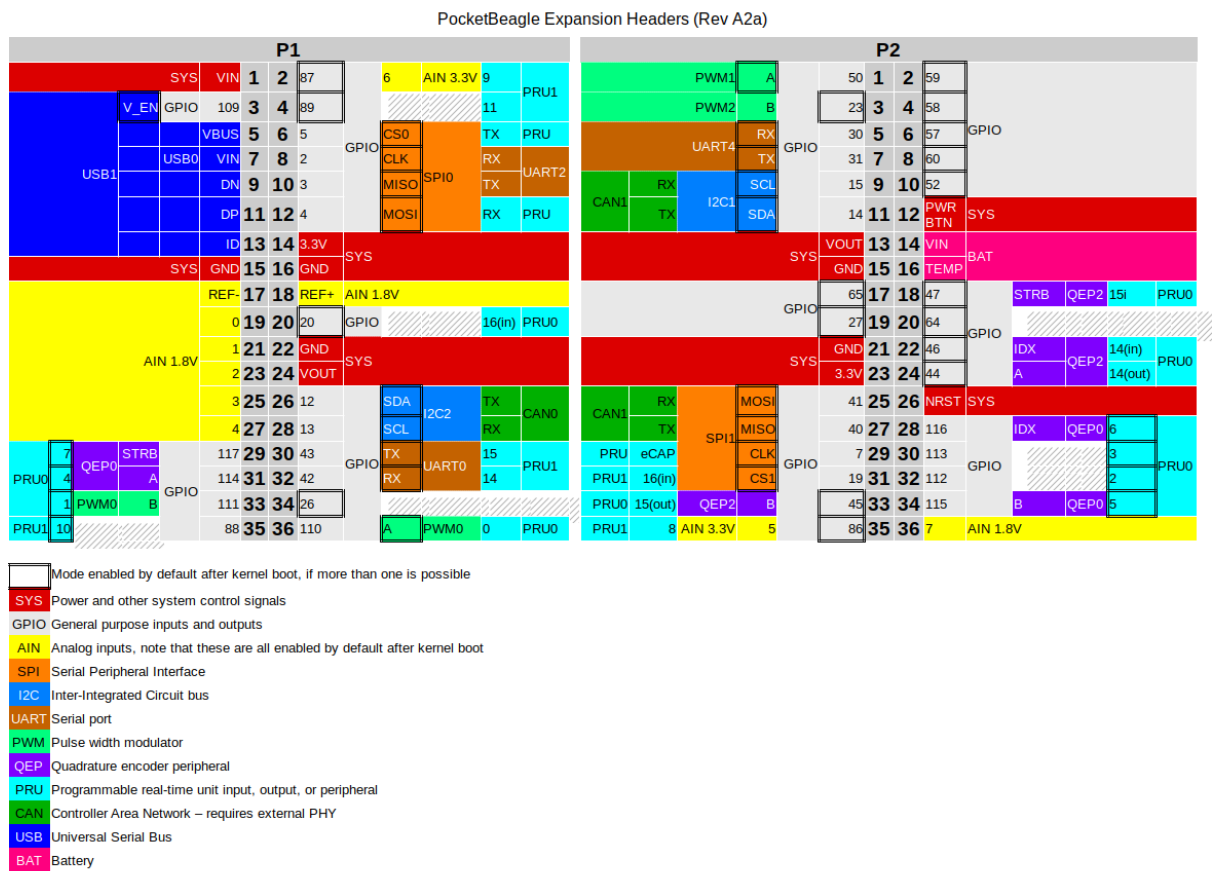 PocketBeagle Expansion Headers (Rev A2a)
P1 P2
SYS VIN 1 2 87 6 AIN 3.3V 9 PRU1 PWM1 A 50 1 2 59
V_EN GPIO 109 3 4 89 11 PWM2 B 23 3 4 58 GPIO
USB1 VBUS 5 6 5 GPIO CS0 SPI0 TX PRU UART4 RX GPIO 30 5 6 57
USB0 VIN 7 8 2 CLK RX UART2 TX 31 7 8 60
DN 9 10 3 MISO TX CAN1 RX I2C1 SCL 15 9 10 52
DP 11 12 4 MOSI RX PRU TX SDA 14 11 12 PWR BTN SYS
ID 13 14 3.3V SYS SYS VOUT 13 14 VIN BAT
SYS GND 15 16 GND GND 15 16 TEMP
REF- 17 18 REF+ AIN 1.8V GPIO 65 17 18 47 GPIO STRB QEP2 15i PRU0
0 19 20 20 GPIO 16(in) PRU0 27 19 20 64
AIN 1.8V 1 21 22 GND SYS SYS GND 21 22 46 IDX QEP2 14(in) PRU0
2 23 24 VOUT 3.3V 23 24 44 A 14(out)
3 25 26 12 GPIO SDA I2C2 TX CAN0 CAN1 RX SPI1 MOSI GPIO 41 25 26 NRST SYS
4 27 28 13 SCL RX TX MISO 40 27 28 116 GPIO IDX QEP0 6 PRU0
PRU0 7 QEP0 STRB GPIO 117 29 30 43 TX UART0 15 PRU1 PRU eCAP CLK 7 29 30 113 3
4 A 114 31 32 42 RX 14 PRU1 16(in) CS1 19 31 32 112 2
1 PWM0 B 111 33 34 26 PRU0 15(out) QEP2 B 45 33 34 115 B QEP0 5
PRU1 10 88 35 36 110 A PWM0 0 PRU0 PRU1 8 AIN 3.3V 5 86 35 36 7 AIN 1.8V
Mode enabled by default after kernel boot, if more than one is possible
SYS Power and other system control signals
GPIO General purpose inputs and outputs
AIN Analog inputs, note that these are all enabled by default after kernel boot
SPI Serial Peripheral Interface
I2C Inter-Integrated Circuit bus
UART Serial port
PWM Pulse width modulator
QEP Quadrature encoder peripheral
PRU Programmable real-time unit input, output, or peripheral
CAN Controller Area Network – requires external PHY
USB Universal Serial Bus
BAT Battery